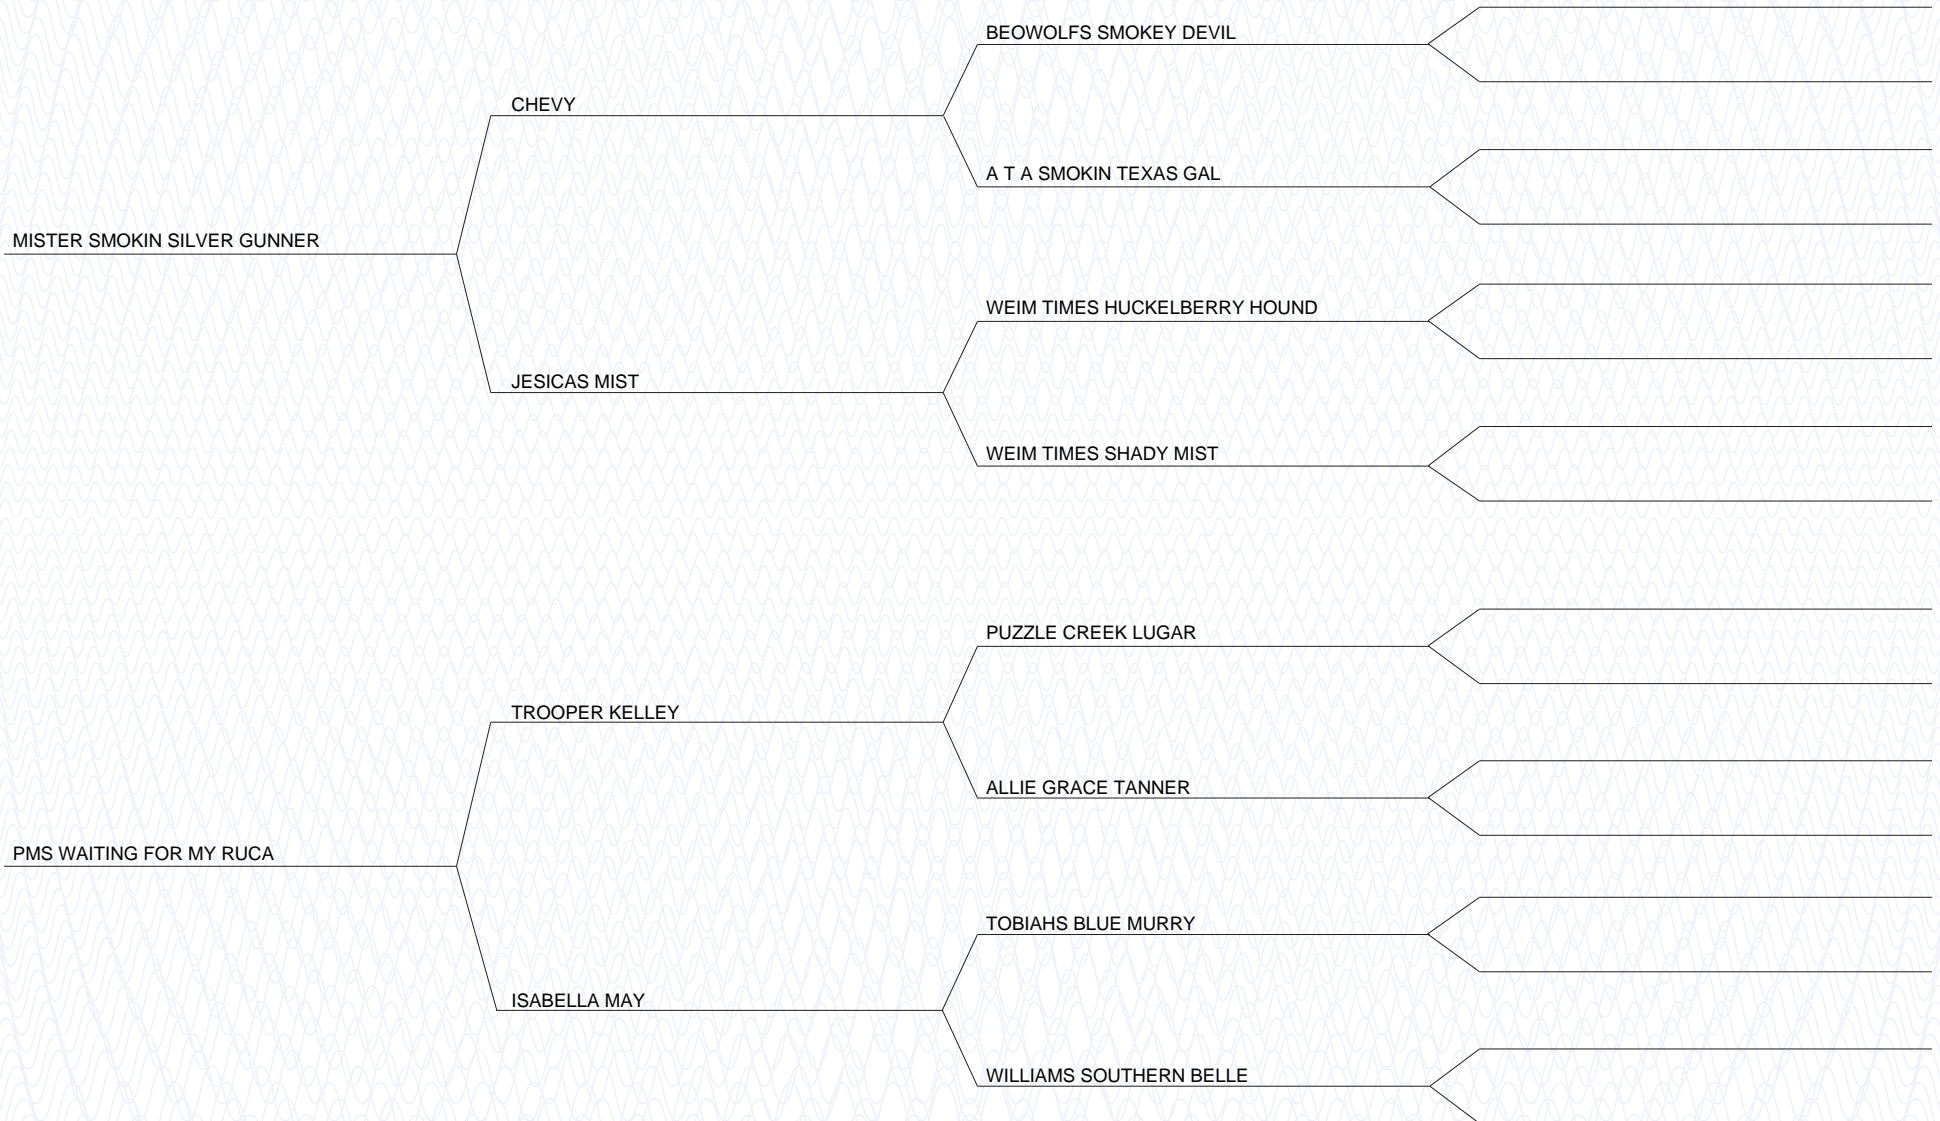 BEOWOLFS SMOKEY DEVIL
CHEVY
A T A SMOKIN TEXAS GAL
MISTER SMOKIN SILVER GUNNER
WEIM TIMES HUCKELBERRY HOUND
JESICAS MIST
WEIM TIMES SHADY MIST
PUZZLE CREEK LUGAR
TROOPER KELLEY
ALLIE GRACE TANNER
PMS WAITING FOR MY RUCA
TOBIAHS BLUE MURRY
ISABELLA MAY
WILLIAMS SOUTHERN BELLE